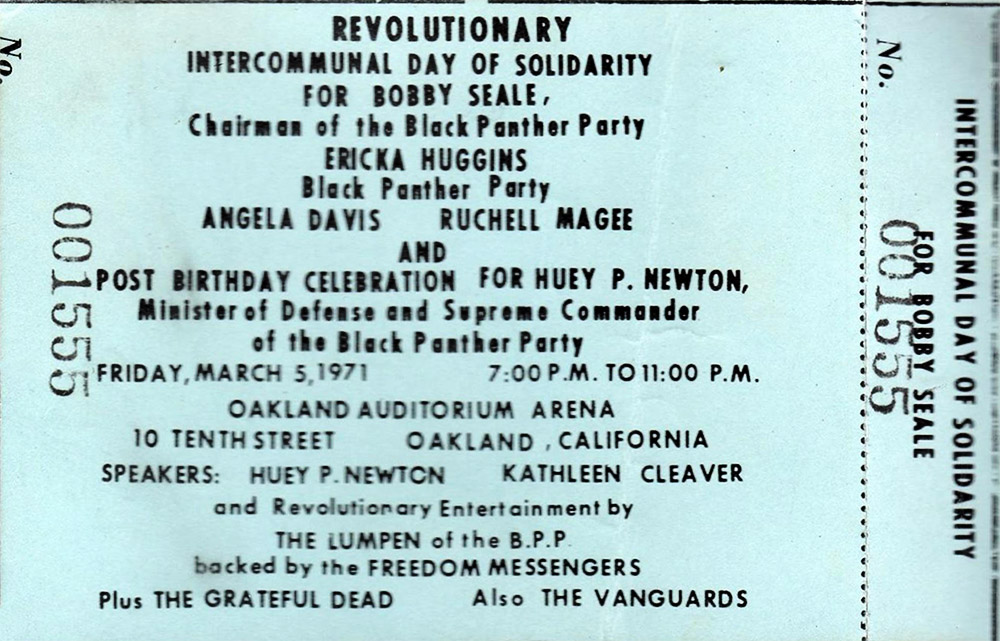 REVOLUTIONARY
INTERCOMMUNAL DAY OF SOLIDARITY
FOR BOBBY SEALE,
Chairman of the Black Panther Party
ERICKA HUGGINS
Black Panther Party
ANGELA DAVIS RUCHELL MAGEE
AND
POST BIRTHDAY CELEBRATION FOR HUEY P. NEWTON,
Minister of Defense and Supreme Commander
of the Black Panther Party
FRIDAY, MARCH 5, 1971 7:00 P.M. TO 11:00 P.M.
OAKLAND AUDITORIUM ARENA
10 TENTH STREET OAKLAND, CALIFORNIA
SPEAKERS: HUEY P. NEWTON KATHLEEN CLEAVER
and Revolutionary Entertainment by
THE LUMPEN of the B.P.P.
backed by the FREEDOM MESSENGERS
Plus THE GRATEFUL DEAD Also THE VANGUARDS
No. 001555
No. 001555
INTERCOMMUNAL DAY OF SOLIDARITY
FOR BOBBY SEALE